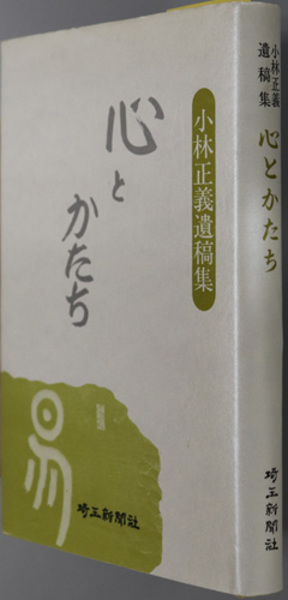 小林正義遺稿集
心と
かたち
易
埼玉新聞社
小林正義
遺稿集
心とかたち
埼玉新聞社